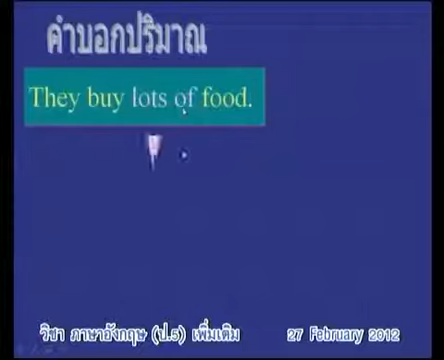 คำบอกปริมาณ
They buy lots of food.
วิชา ภาษาอังกฤษ (ป.5) เพิ่มเติม 27 February 2012